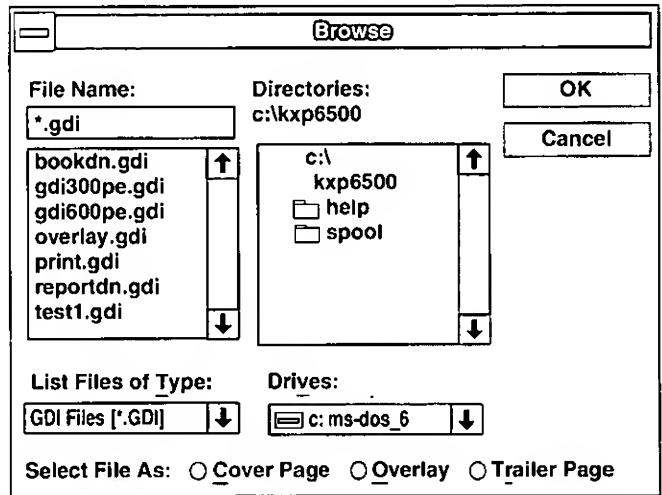 Browse
File Name:
*.gdi
bookdn.gdi
gdi300pe.gdi
gdi600pe.gdi
overlay.gdi
print.gdi
reportdn.gdi
test1.gdi
Directories:
c:\kxp6500
c:\
kxp6500
help
spool
OK
Cancel
List Files of Type:
GDI Files [*.GDI]
Drives:
c: ms-dos_6
Select File As: Cover Page Overlay Trailer Page